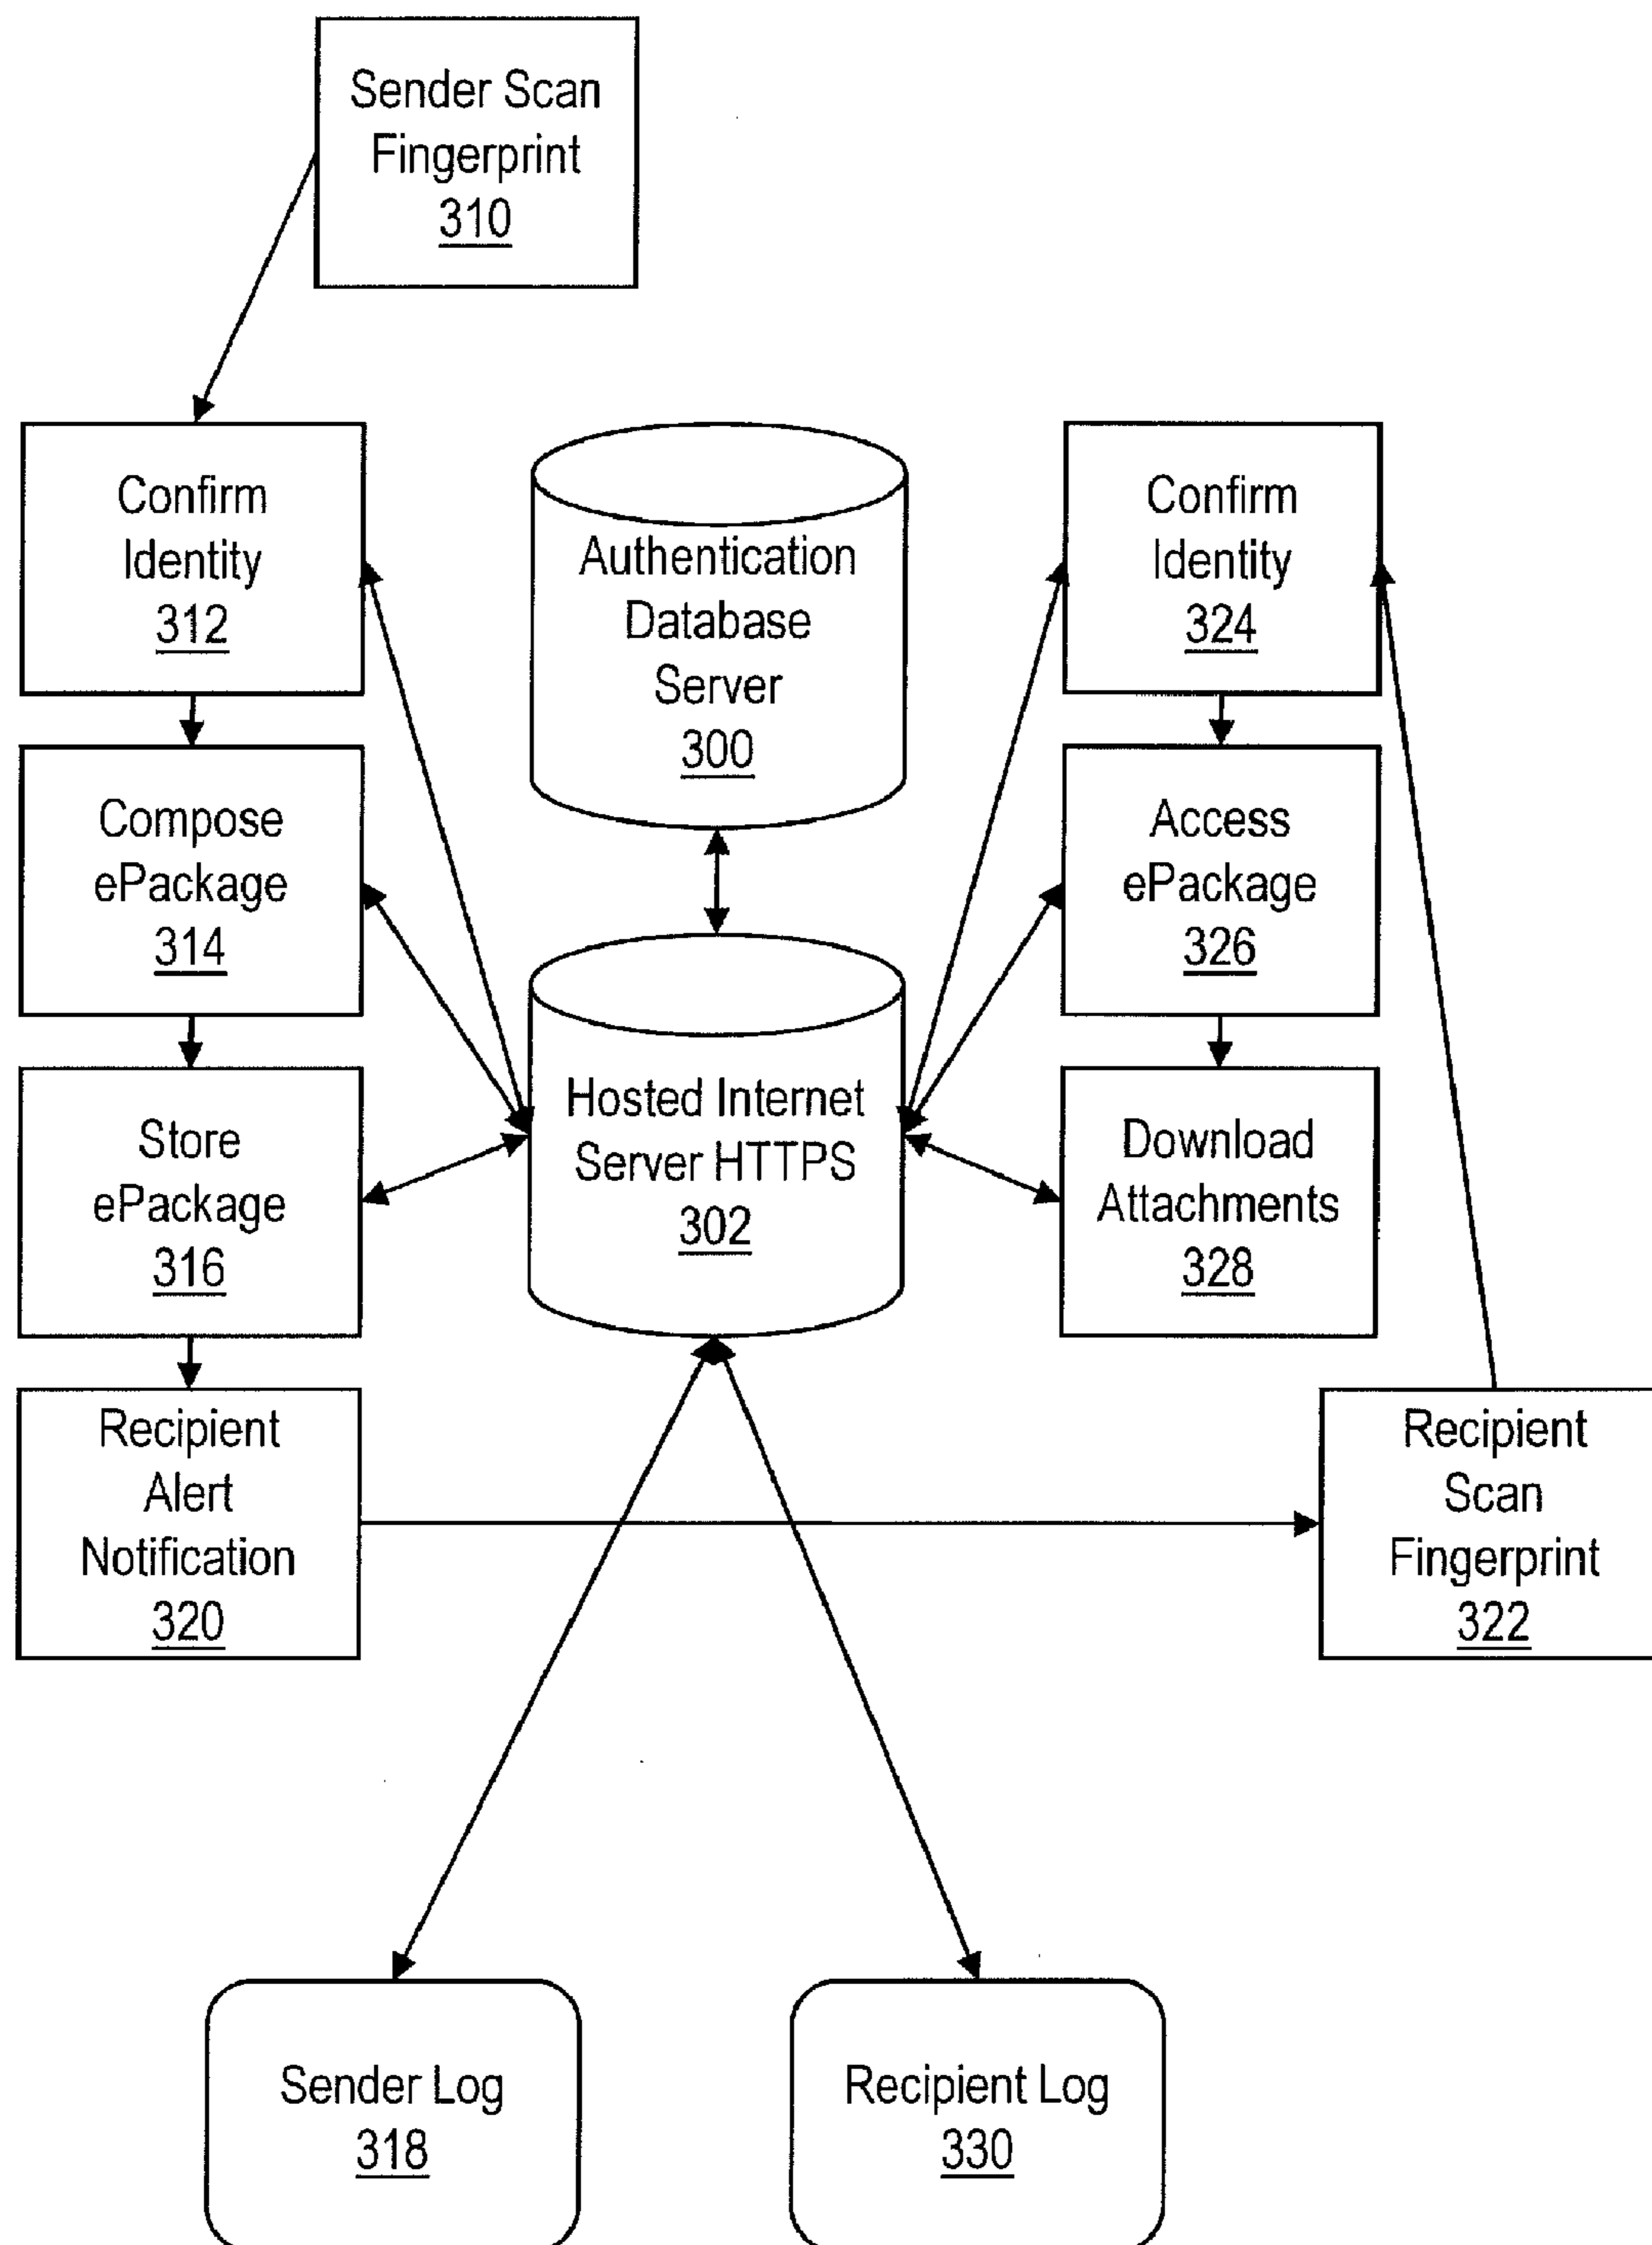 Sender Scan
Fingerprint
310
Confirm
Identity
312
Authentication
Database
Server
300
Confirm
Identity
324
Compose
ePackage
314
Access
ePackage
326
Store
ePackage
316
Hosted Internet
Server HTTPS
302
Download
Attachments
328
Recipient
Alert
Notification
320
Recipient
Scan
Fingerprint
322
Sender Log
318
Recipient Log
330